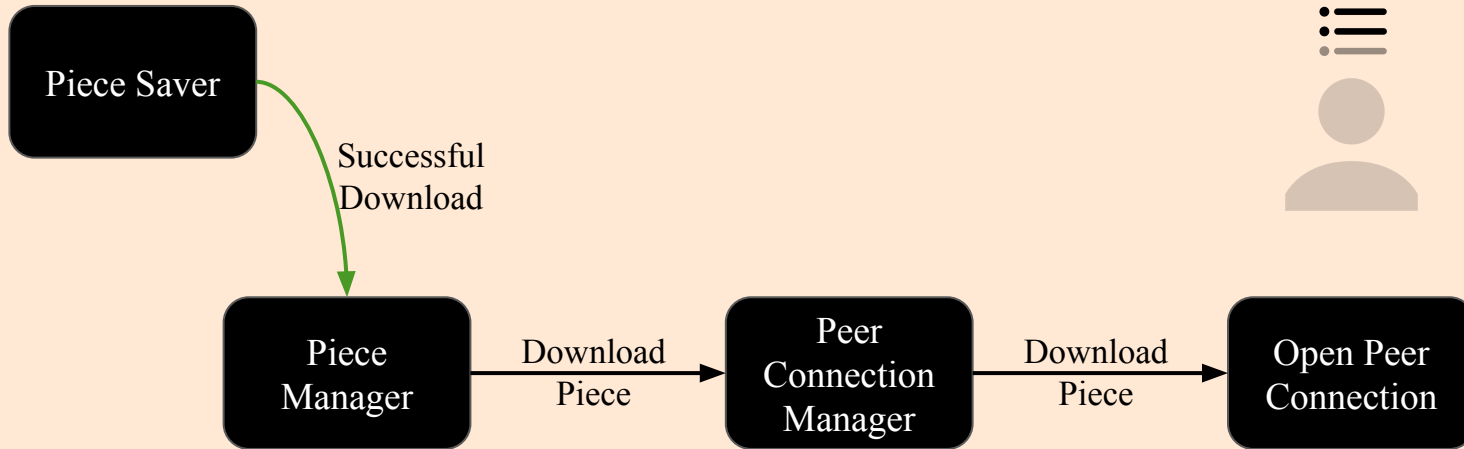 Piece Saver
Successful
Download
Piece
Manager
Download
Piece
Peer
Connection
Manager
Download
Piece
Open Peer
Connection